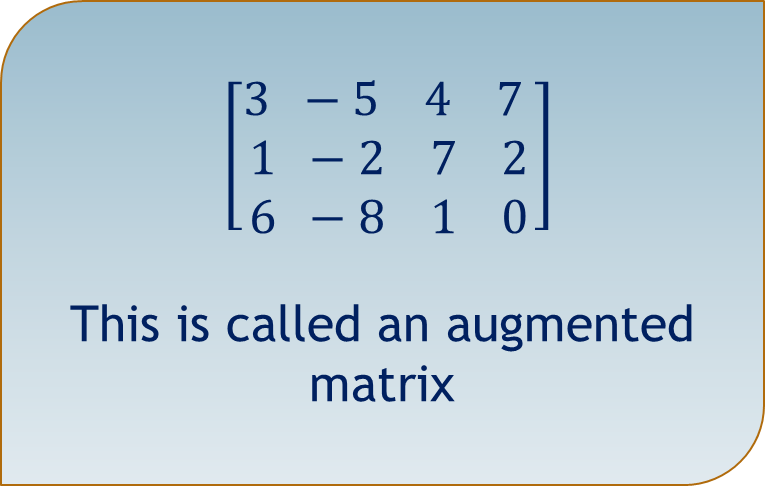 [3 − 5 4 7
1 − 2 7 2
6 − 8 1 0]
This is called an augmented
matrix